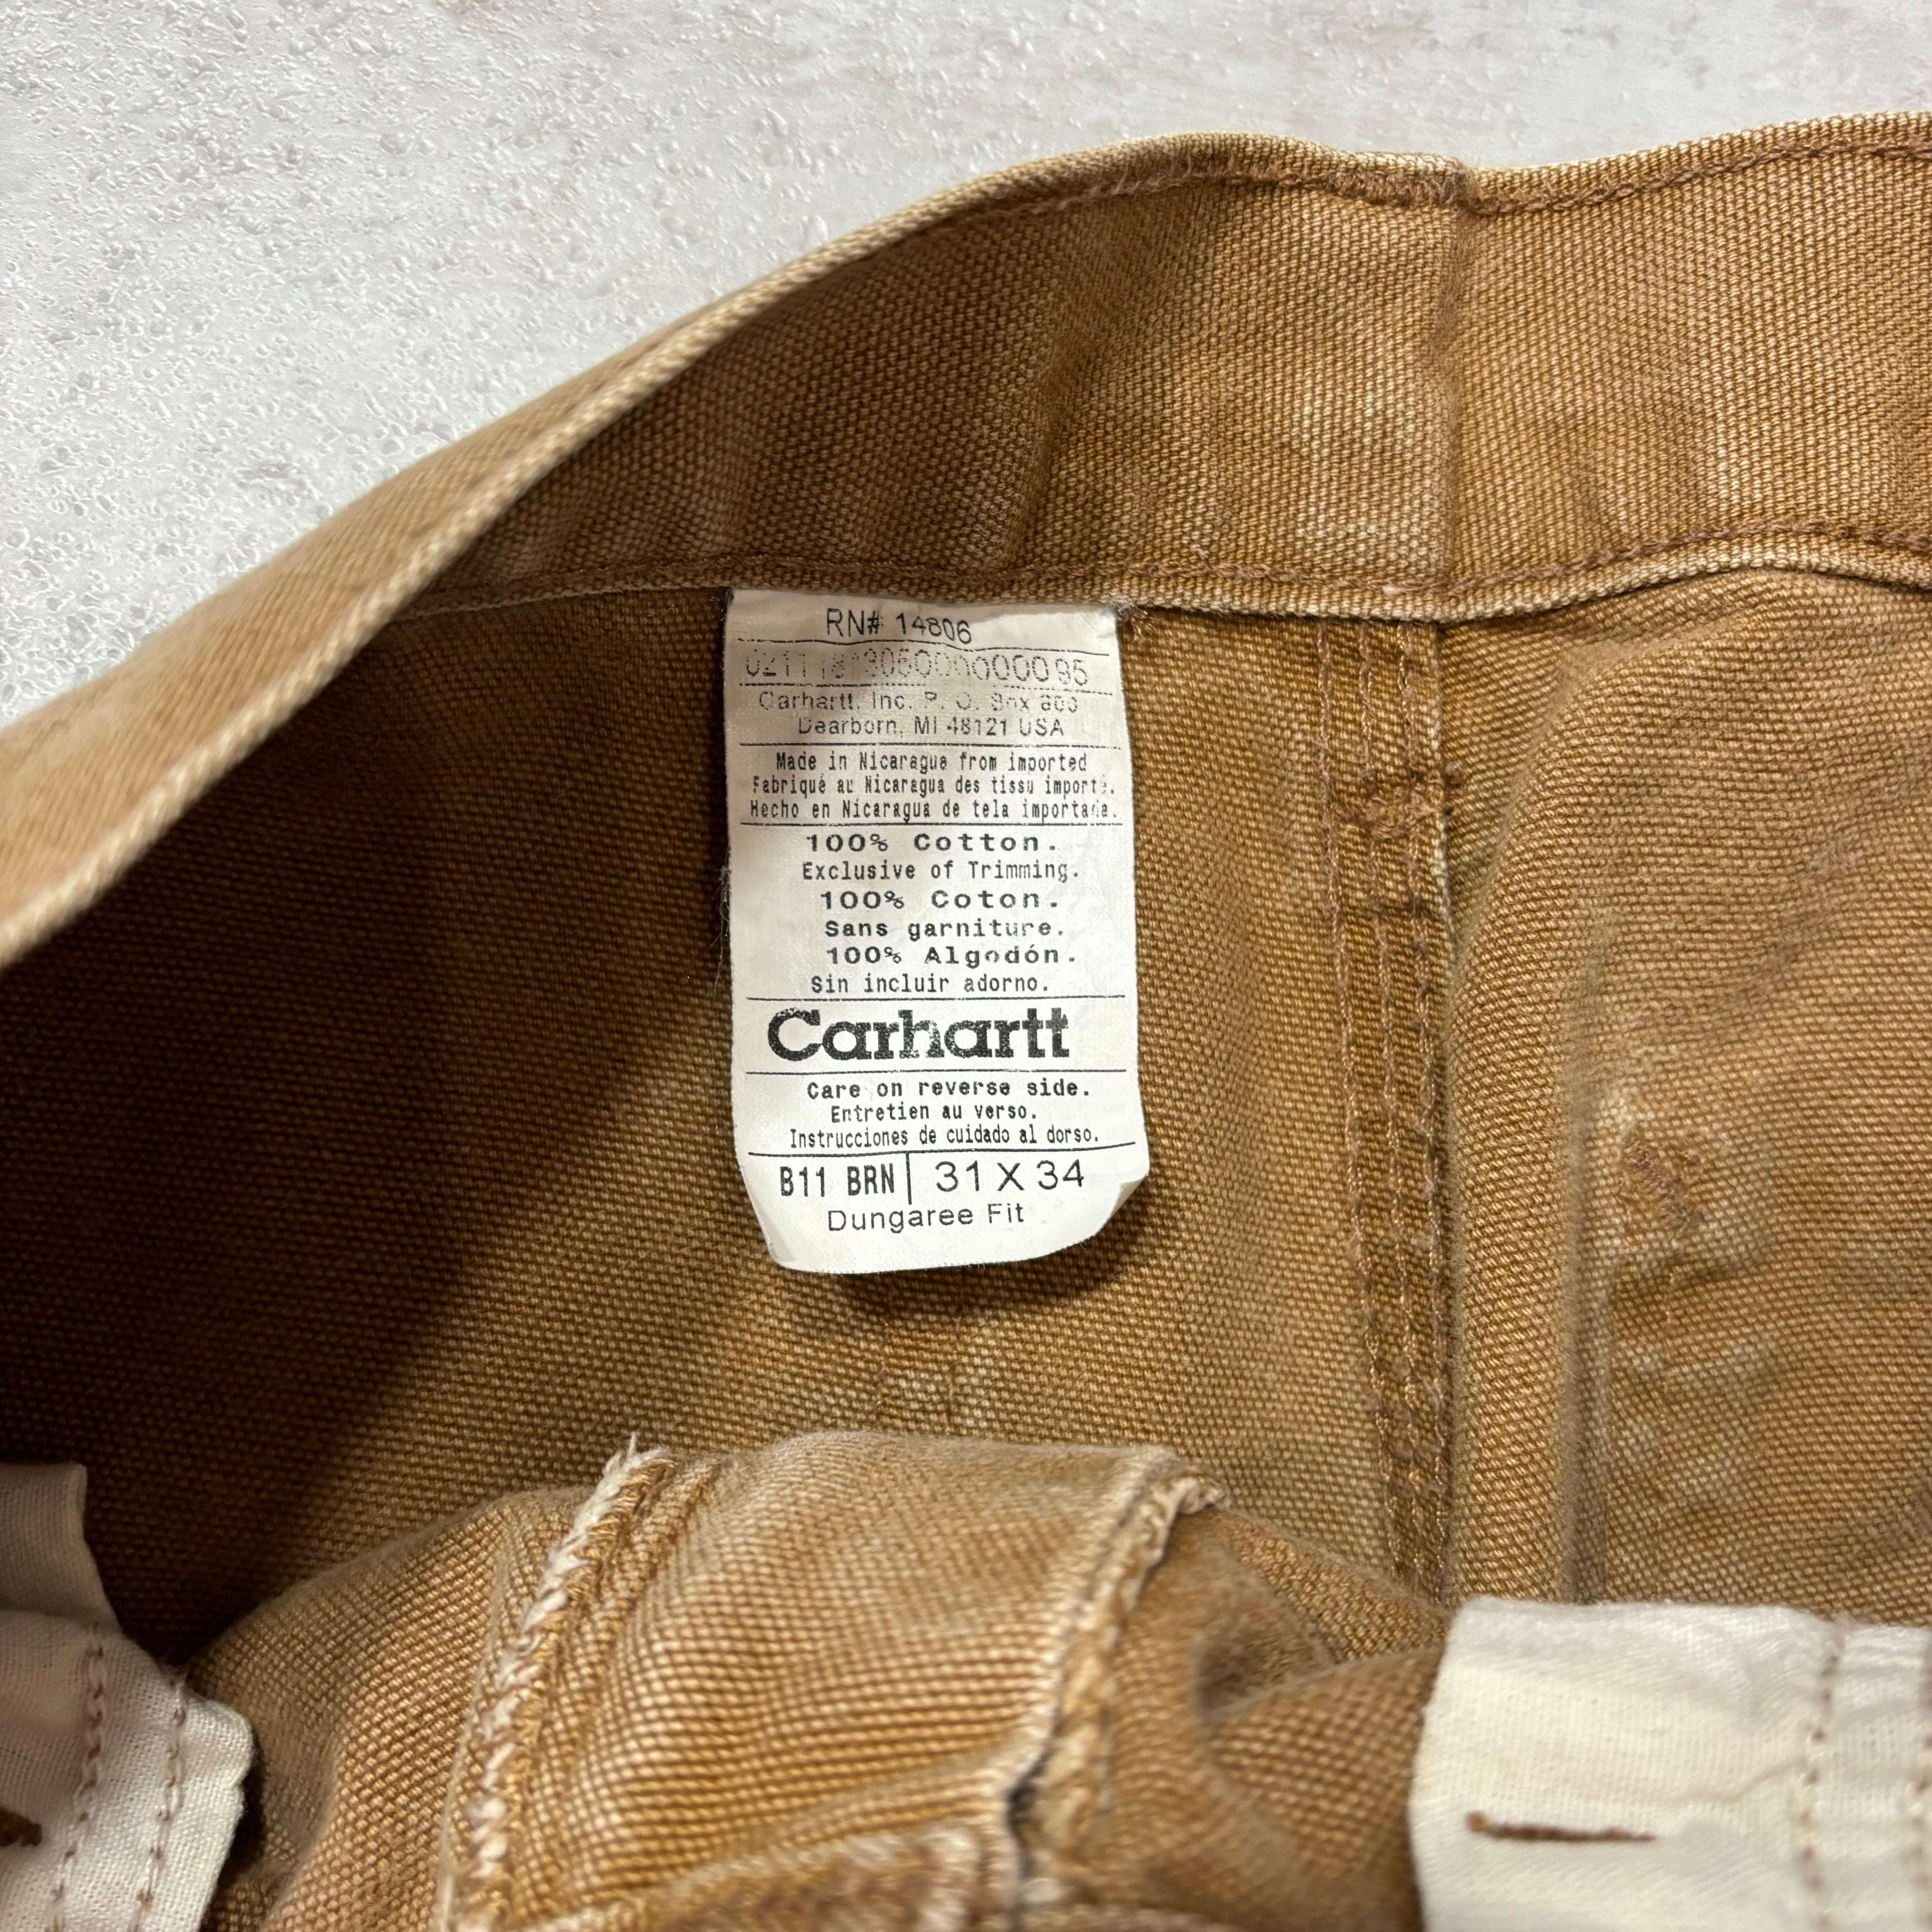 RN# 14806
Carhartt, Inc. P. O. Box
Dearborn, MI 48121 USA
Made in Nicaragua from imported
Fabriqué au Nicaragua des tissu importé.
Hecho en Nicaragua de tela importada.
100% Cotton.
Exclusive of Trimming.
100% Coton.
Sans garniture.
100% Algodón.
Sin incluir adorno.
Carhartt
Care on reverse side.
Entretien au verso.
Instrucciones de cuidado al dorso.
B11 BRN 31 X 34
Dungaree Fit